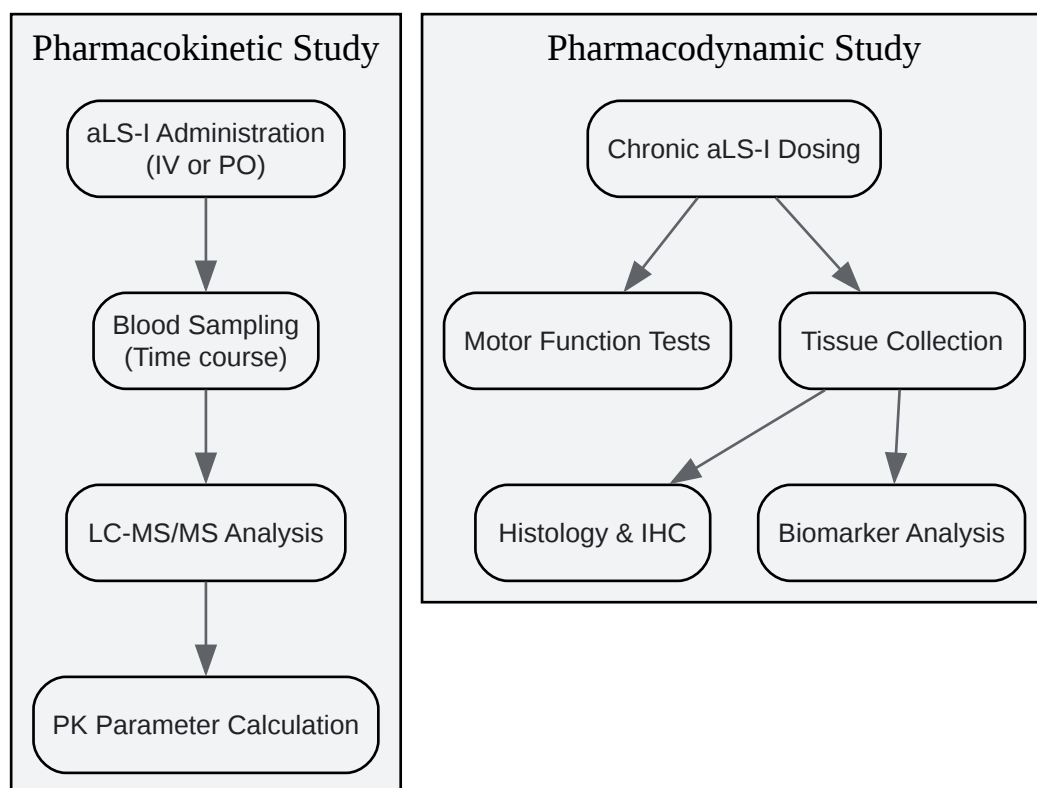 Pharmacokinetic Study
aLS-I Administration
(IV or PO)
Blood Sampling
(Time course)
LC-MS/MS Analysis
PK Parameter Calculation
Pharmacodynamic Study
Chronic aLS-I Dosing
Motor Function Tests
Tissue Collection
Histology & IHC
Biomarker Analysis